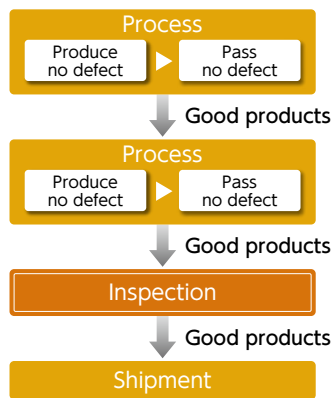 Process
Produce
no defect
Pass
no defect
Good products
Process
Produce
no defect
Pass
no defect
Good products
Inspection
Good products
Shipment